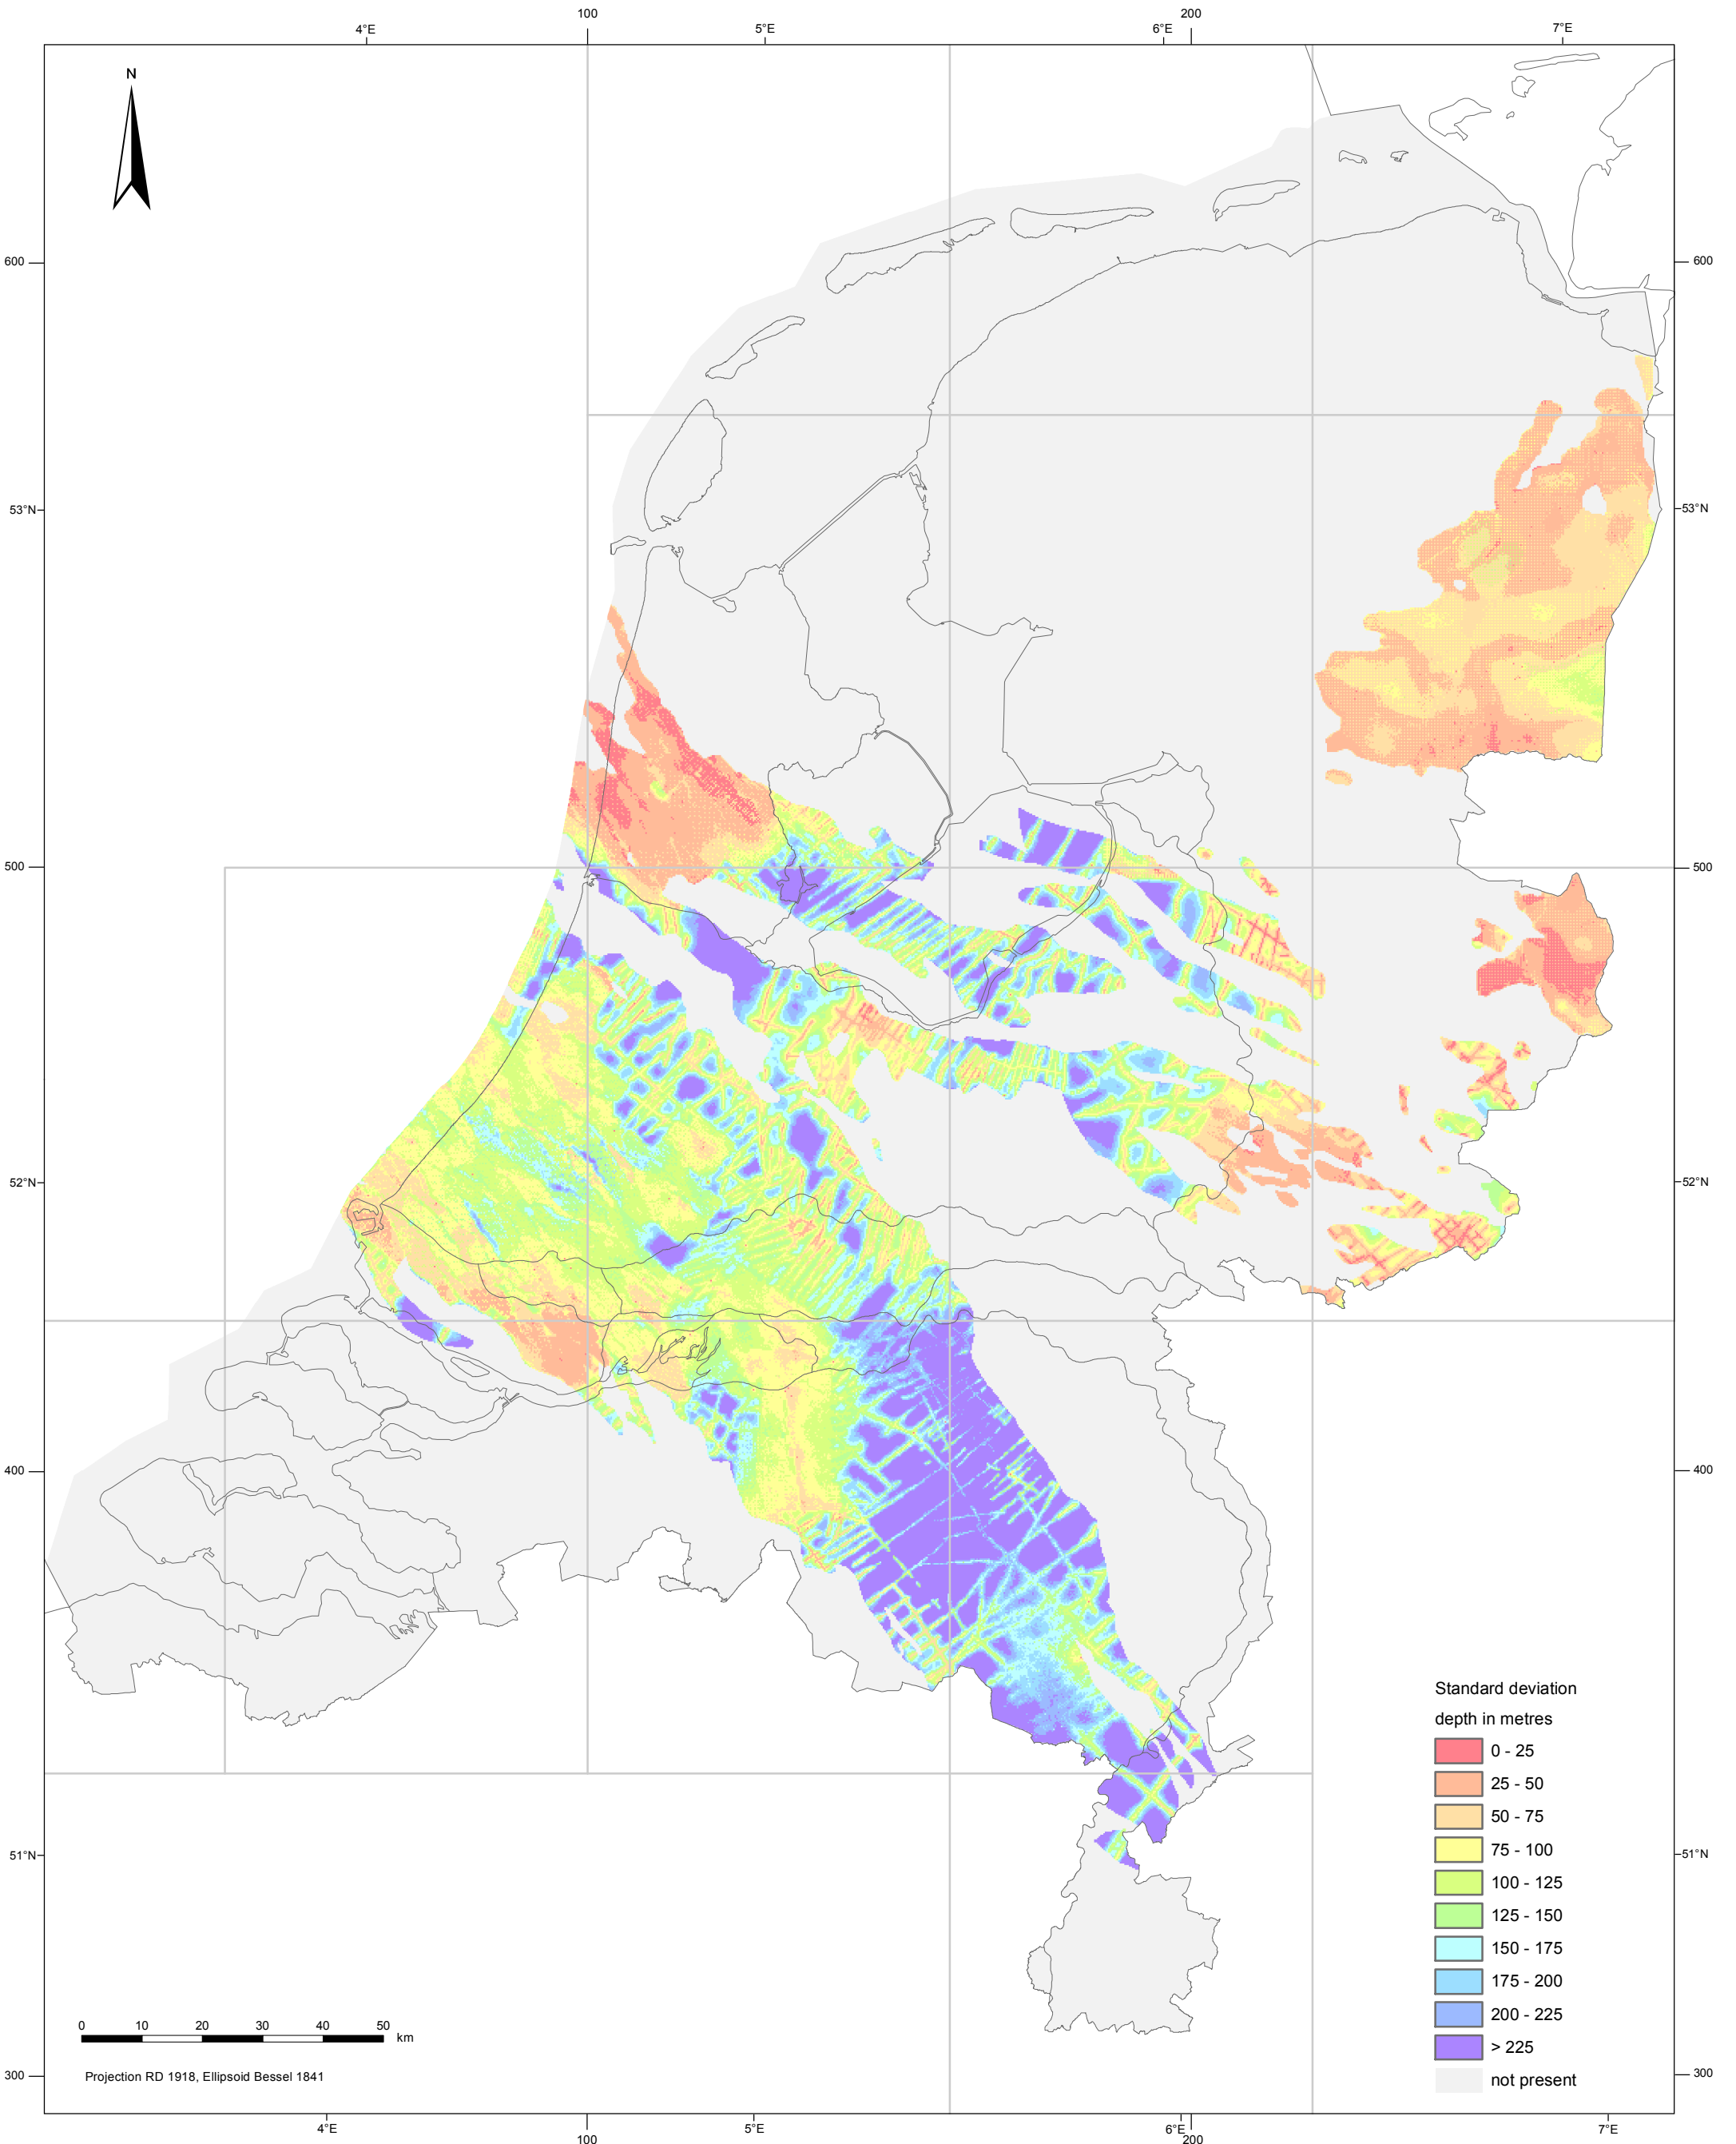 100 200
4°E 5°E 6°E 7°E
N
600 600
53°N 53°N
500 500
52°N 52°N
400 400
Standard deviation
depth in metres
0 - 25
25 - 50
50 - 75
75 - 100
100 - 125
125 - 150
150 - 175
175 - 200
200 - 225
> 225
not present
51°N 51°N
0 10 20 30 40 50 km
Projection RD 1918, Ellipsoid Bessel 1841
300 300
4°E 5°E 6°E 7°E
100 200